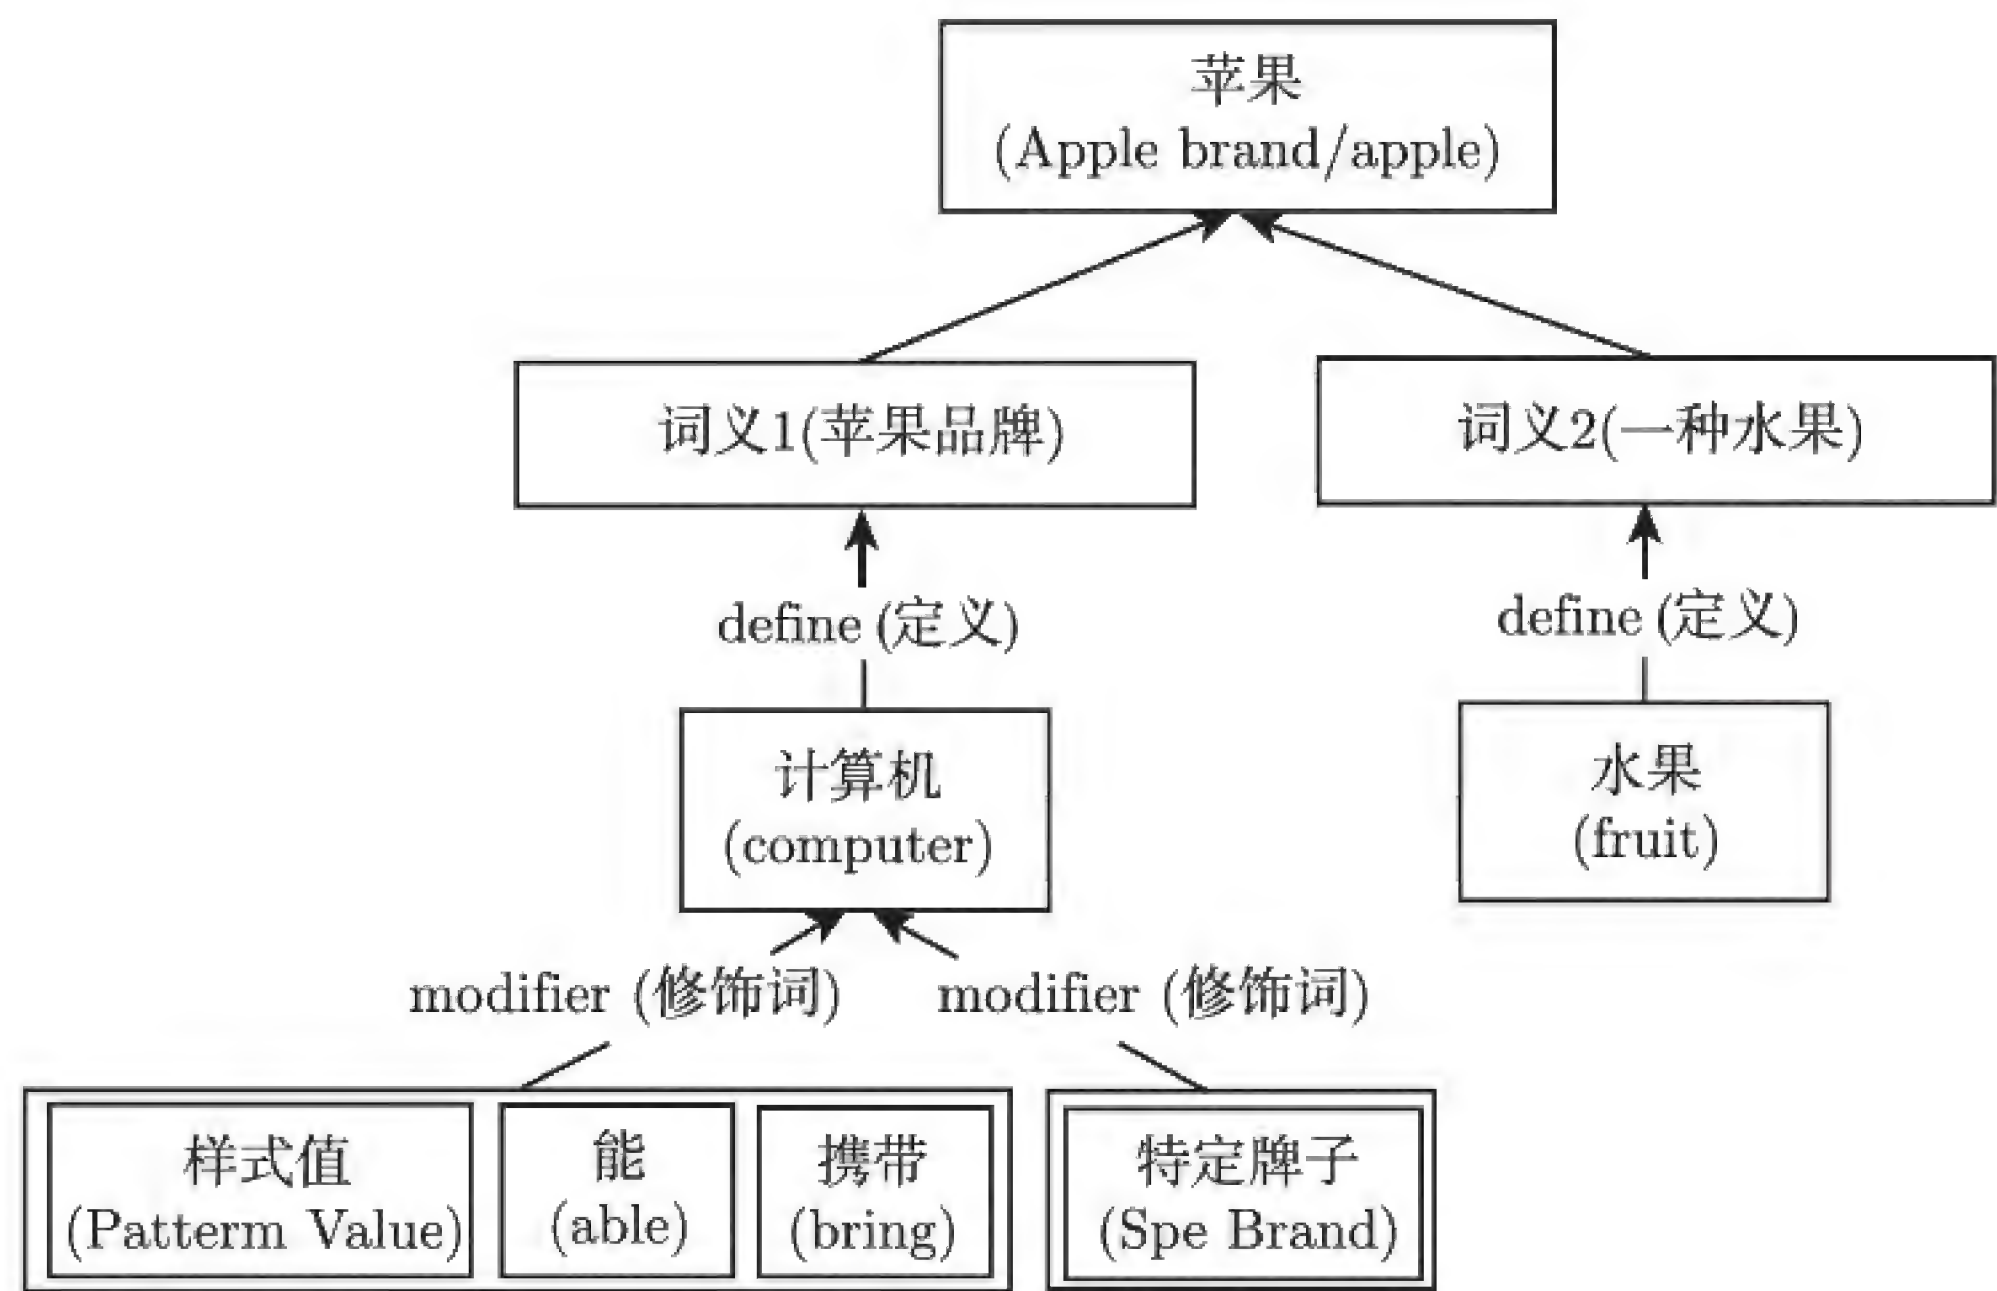 苹果
(Apple brand/apple)
词义1(苹果品牌)
词义2(一种水果)
define (定义)
define (定义)
计算机
(computer)
水果
(fruit)
modifier (修饰词)
modifier (修饰词)
样式值
(Patterm Value)
能
(able)
携带
(bring)
特定牌子
(Spe Brand)